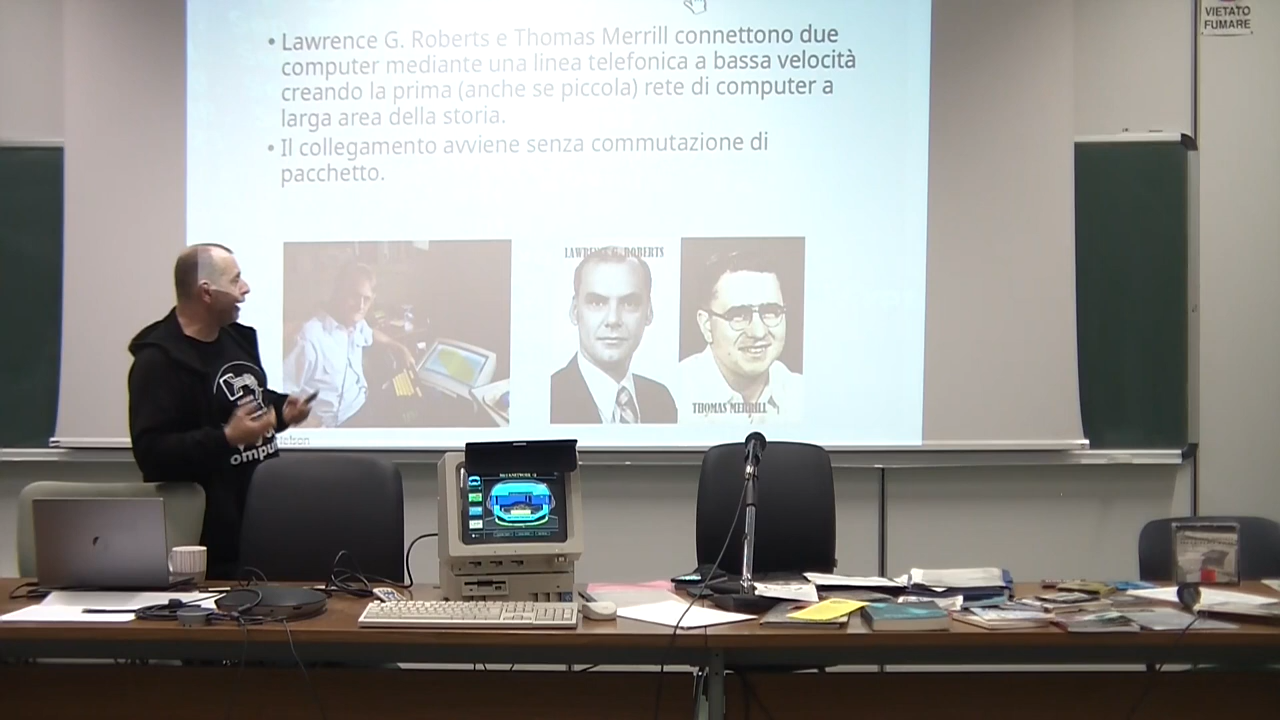 VIETATO
FUMARE
• Lawrence G. Roberts e Thomas Merrill connettono due
computer mediante una linea telefonica a bassa velocità
creando la prima (anche se piccola) rete di computer a
larga area della storia.
• Il collegamento avviene senza commutazione di
pacchetto.
LAWRENCE G. ROBERTS
THOMAS MERRILL